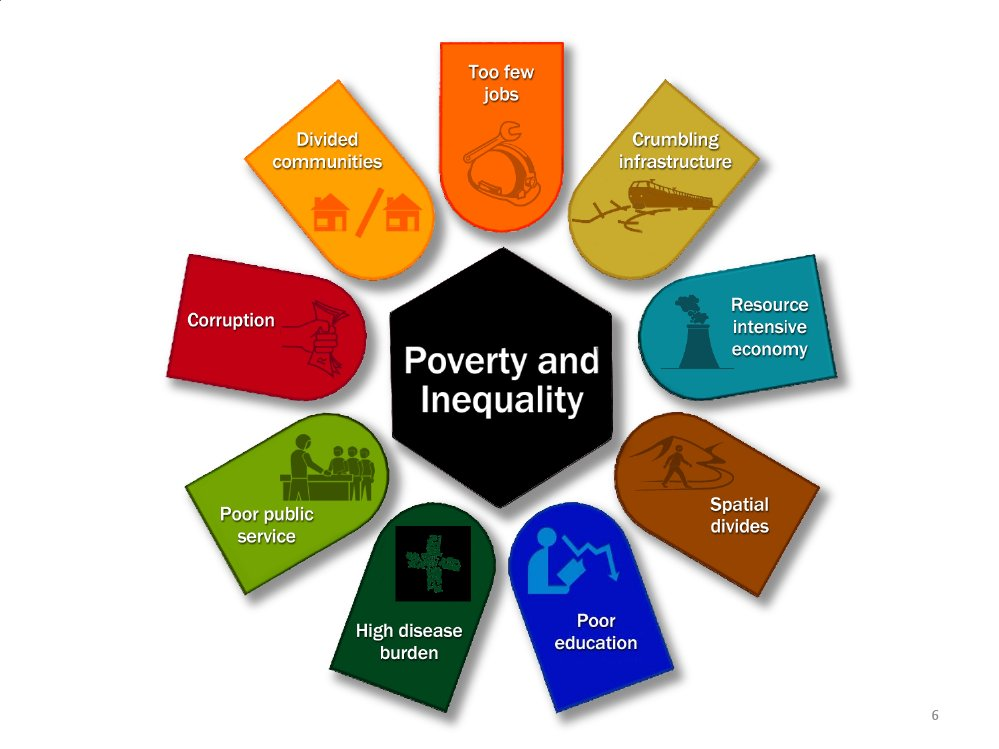 Too few
jobs
Divided
communities
Crumbling
infrastructure
Corruption
Resource
intensive
economy
Poverty and
Inequality
Poor public
service
Spatial
divides
High disease
burden
Poor
education
6